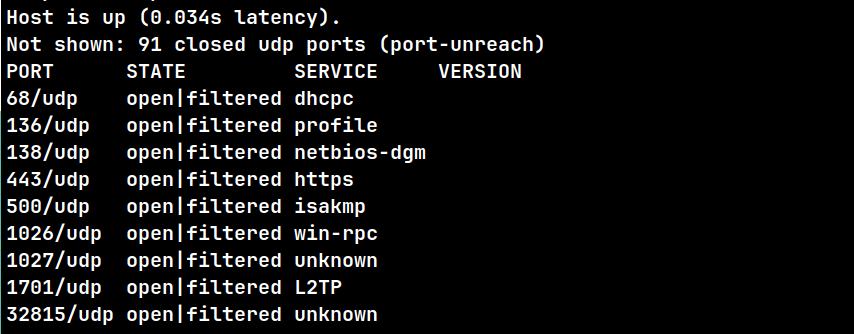 Host is up (0.034s latency).
Not shown: 91 closed udp ports (port-unreach)
PORT      STATE         SERVICE     VERSION
68/udp    open|filtered dhcpc
136/udp   open|filtered profile
138/udp   open|filtered netbios-dgm
443/udp   open|filtered https
500/udp   open|filtered isakmp
1026/udp  open|filtered win-rpc
1027/udp  open|filtered unknown
1701/udp  open|filtered L2TP
32815/udp open|filtered unknown